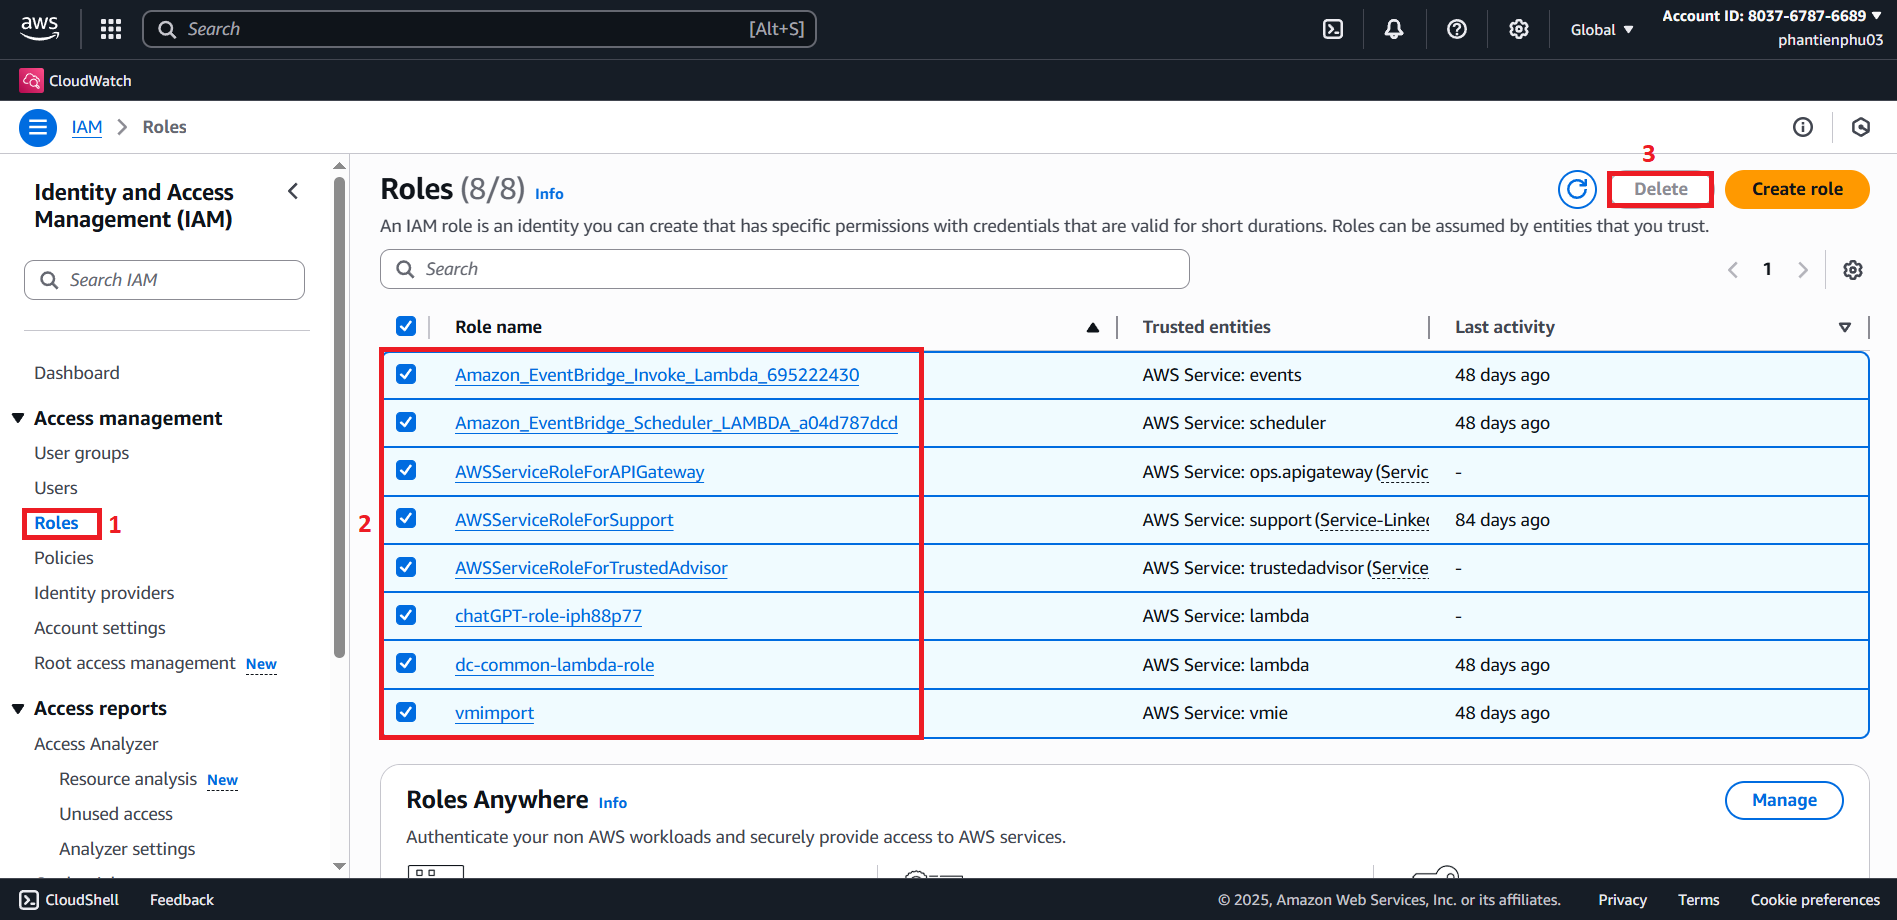 aws
Search
[Alt+S]
Global
Account ID: 8037-6787-6689
phantienphu03
CloudWatch
IAM
Roles
Identity and Access
Management (IAM)
Search IAM
Dashboard
Access management
User groups
Users
Roles
1
Policies
Identity providers
Account settings
Root access management New
Access reports
Access Analyzer
Resource analysis New
Unused access
Analyzer settings
Roles (8/8) Info
3
Delete
Create role
An IAM role is an identity you can create that has specific permissions with credentials that are valid for short durations. Roles can be assumed by entities that you trust.
Search
1
Role name Trusted entities Last activity
2
Amazon_EventBridge_Invoke_Lambda_695222430 AWS Service: events 48 days ago
Amazon_EventBridge_Scheduler_LAMBDA_a04d787dcd AWS Service: scheduler 48 days ago
AWSServiceRoleForAPIGateway AWS Service: ops.apigateway (Servic -
AWSServiceRoleForSupport AWS Service: support (Service-Linked 84 days ago
AWSServiceRoleForTrustedAdvisor AWS Service: trustedadvisor (Service -
chatGPT-role-iph88p77 AWS Service: lambda -
dc-common-lambda-role AWS Service: lambda 48 days ago
vmimport AWS Service: vmie 48 days ago
Roles Anywhere Info
Manage
Authenticate your non AWS workloads and securely provide access to AWS services.
CloudShell Feedback © 2025, Amazon Web Services, Inc. or its affiliates. Privacy Terms Cookie preferences